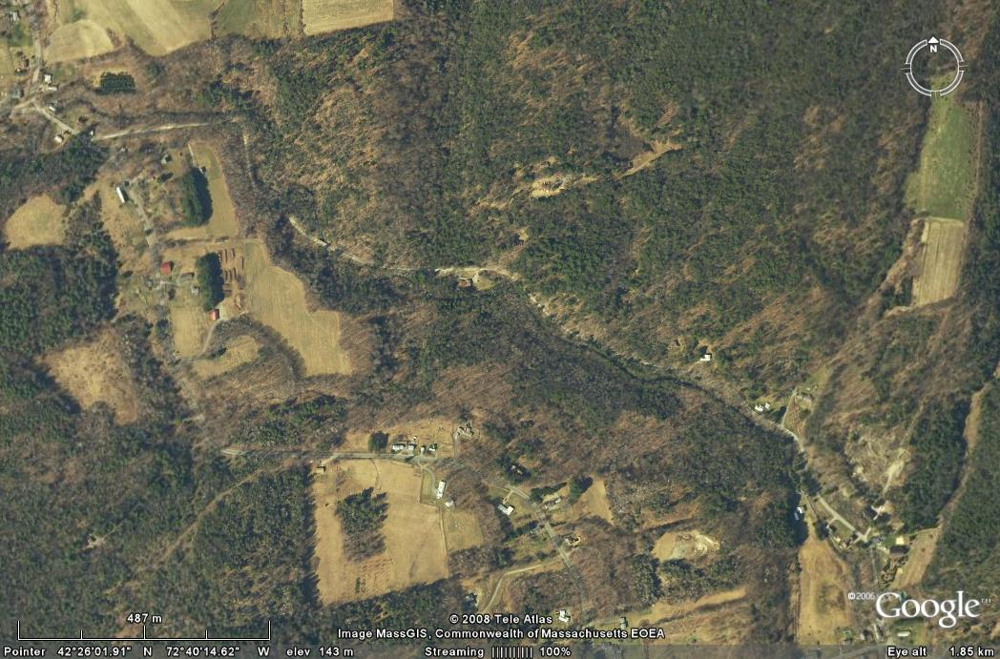 N
487 m
© 2008 Tele Atlas
Image MassGIS, Commonwealth of Massachusetts EOEA
©2006 Google™
Pointer 42°26'01.91" N 72°40'14.62" W elev 143 m Streaming |||||||||| 100% Eye alt 1.85 km